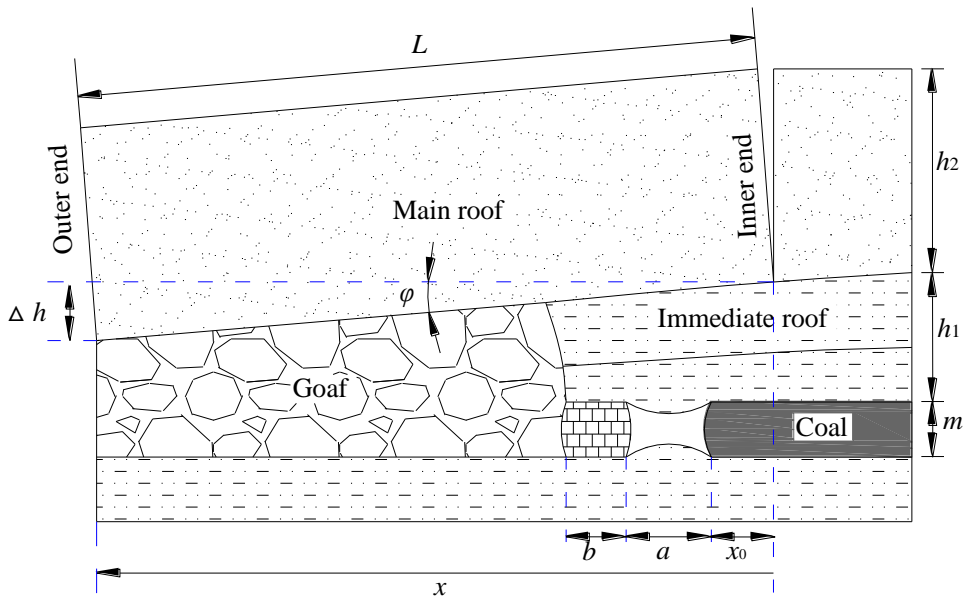 L
Outer end
Main roof
Inner end
h2
Δ h
φ
Immediate roof
h1
Goaf
Coal
m
b
a
x0
x